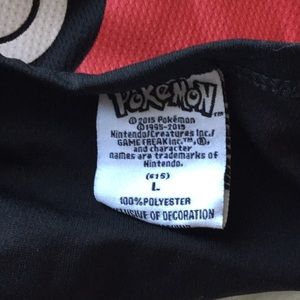 POKéMON™
©2015 Pokémon
©1995-2015
Nintendo/Creatures Inc./
GAME FREAK inc.™,®,
and character
names are trademarks of
Nintendo.
L
100%POLYESTER
EXCLUSIVE OF DECORATION